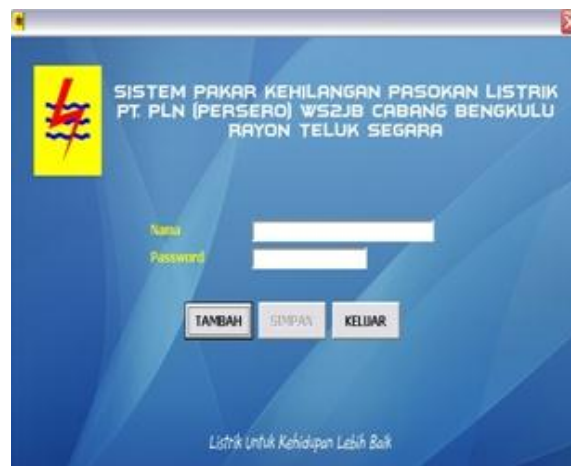 SISTEM PAKAR KEHILANGAN PASOKAN LISTRIK
PT. PLN (PERSERO) WS2JB CABANG BENGKULU
RAYON TELUK SEGARA
Nama
Password
TAMBAH SIMPAN KELUAR
Listrik Untuk Kehidupan Lebih Baik